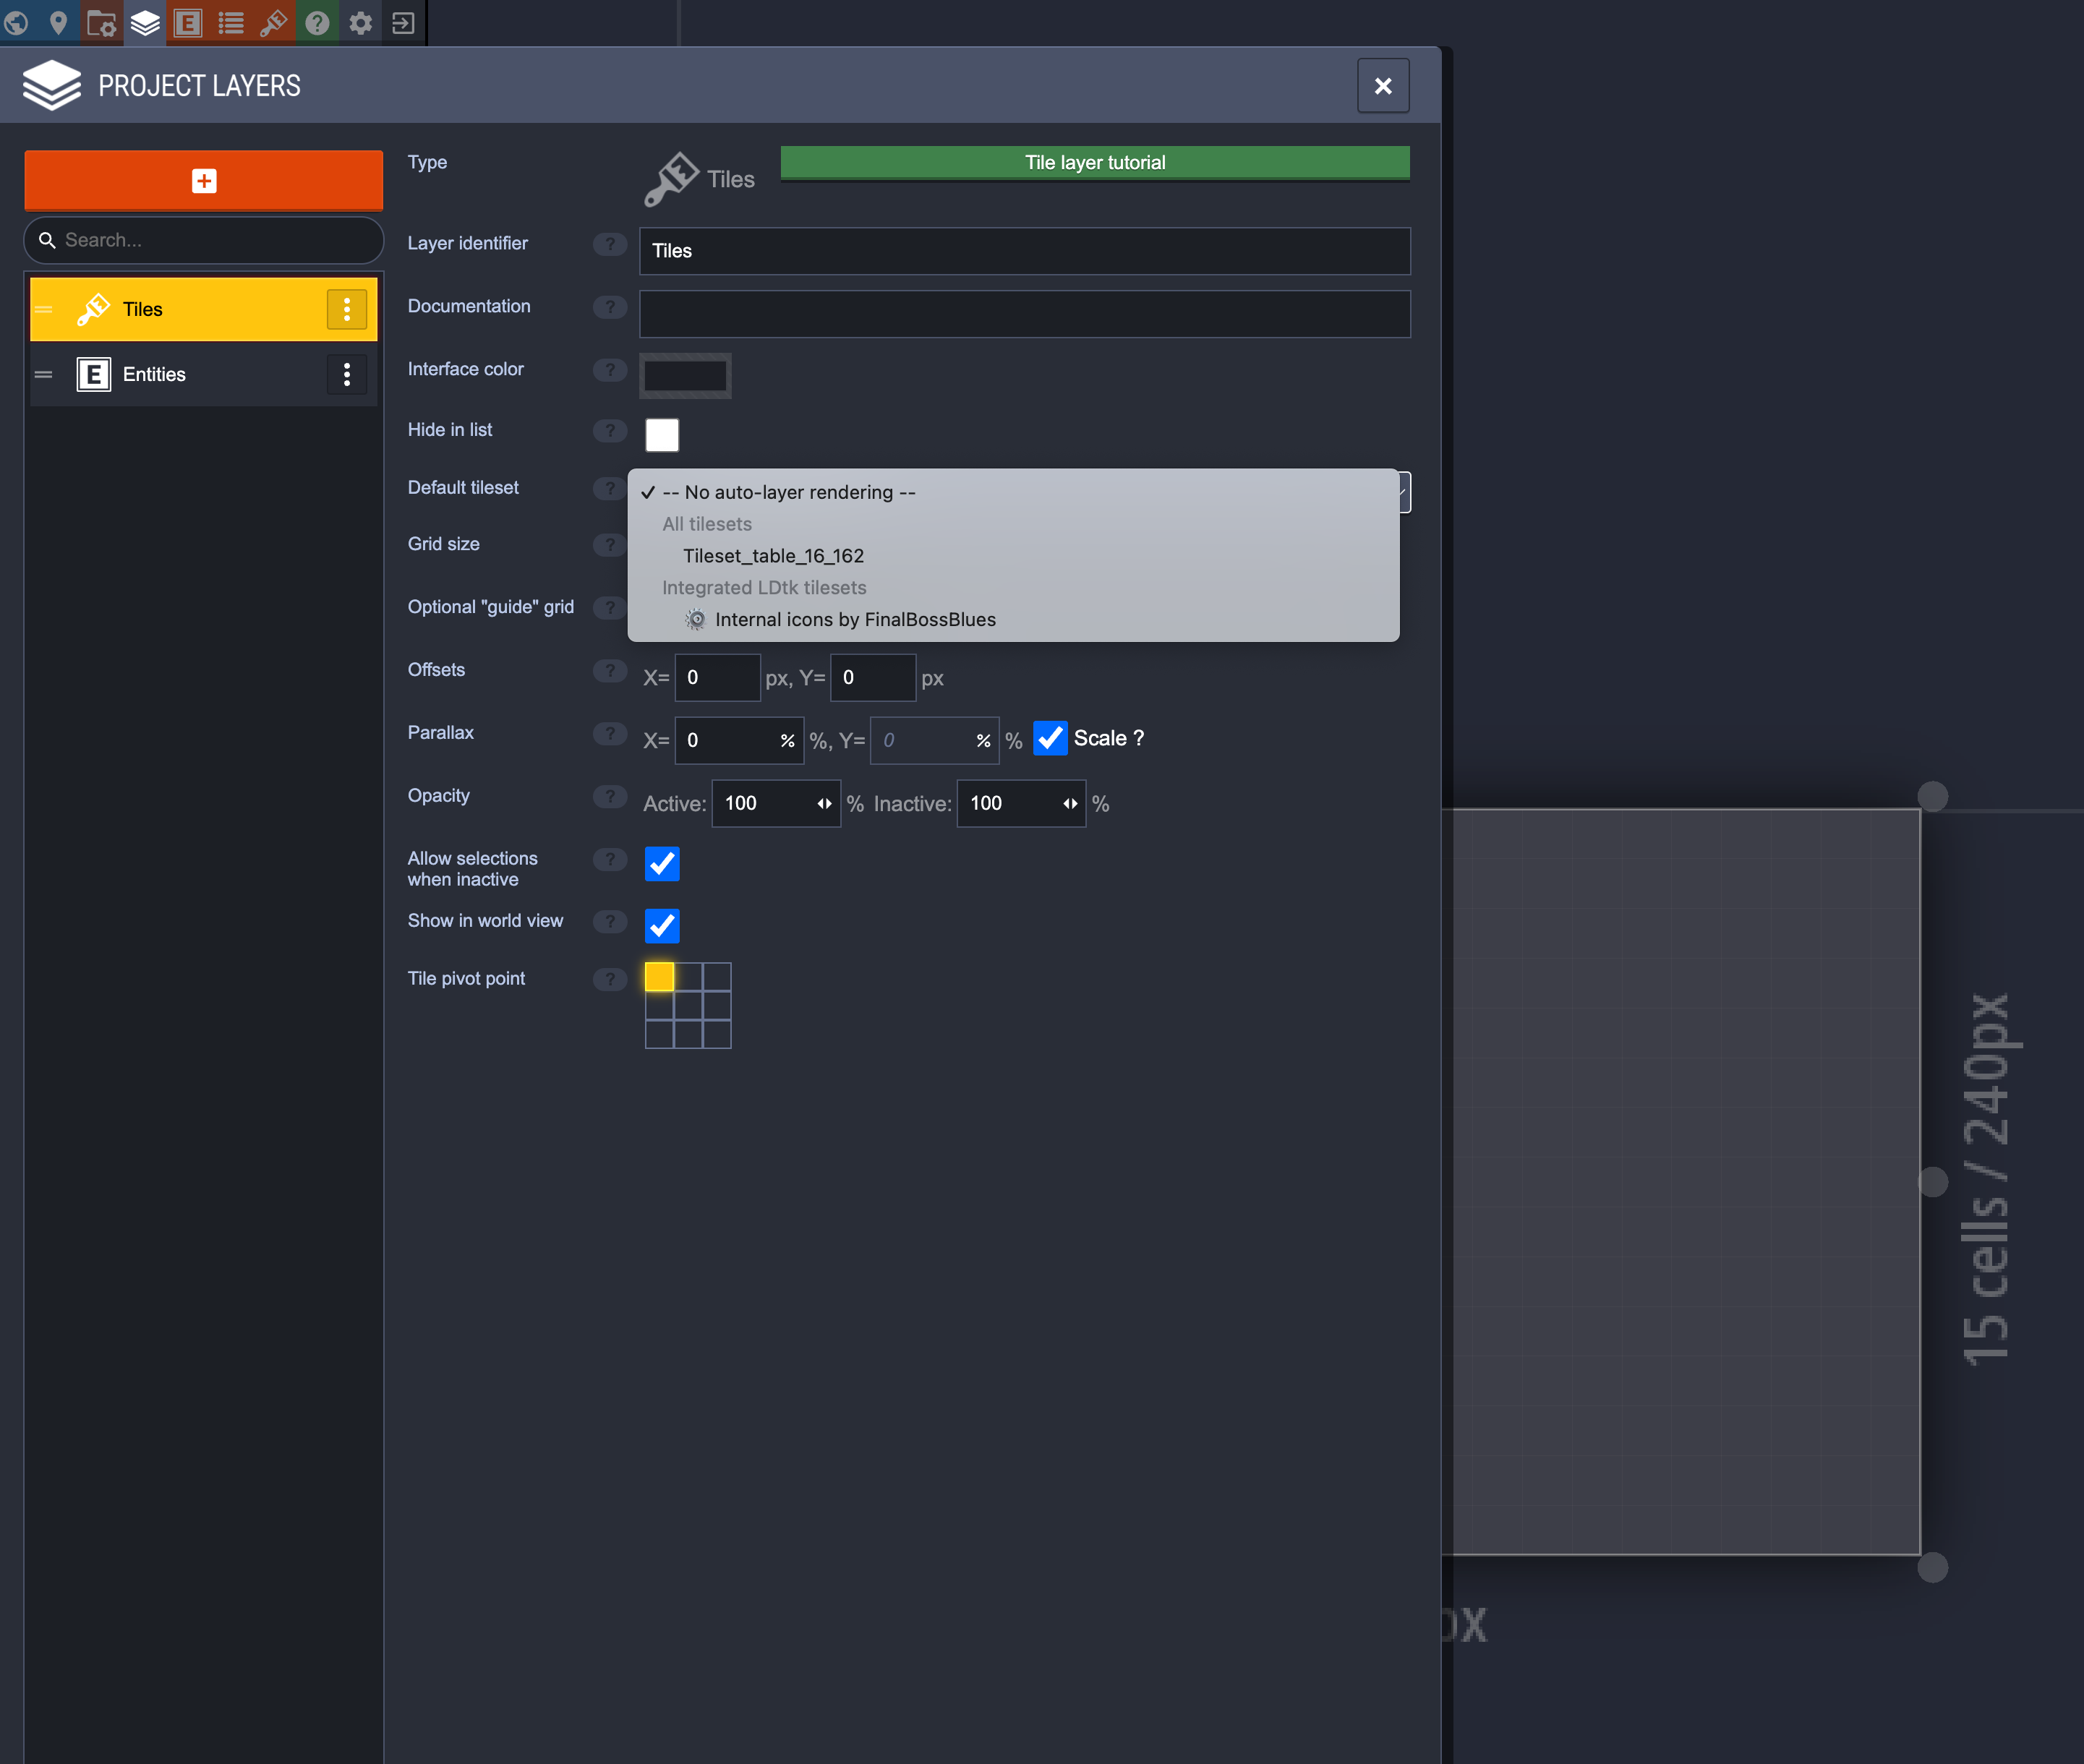 PROJECT LAYERS
Type
Tiles
Tile layer tutorial
Search...
Layer identifier
?
Tiles
Tiles
Documentation
?
E
Entities
Interface color
?
Hide in list
?
Default tileset
?
✓ -- No auto-layer rendering --
All tilesets
Tileset_table_16_162
Integrated LDtk tilesets
Internal icons by FinalBossBlues
Grid size
?
Optional "guide" grid
?
Offsets
?
X= 0 px, Y= 0 px
Parallax
?
X= 0 % %, Y= 0 % % Scale ?
Opacity
?
Active: 100 % Inactive: 100 %
Allow selections
when inactive
?
Show in world view
?
Tile pivot point
?
15 cells / 240px